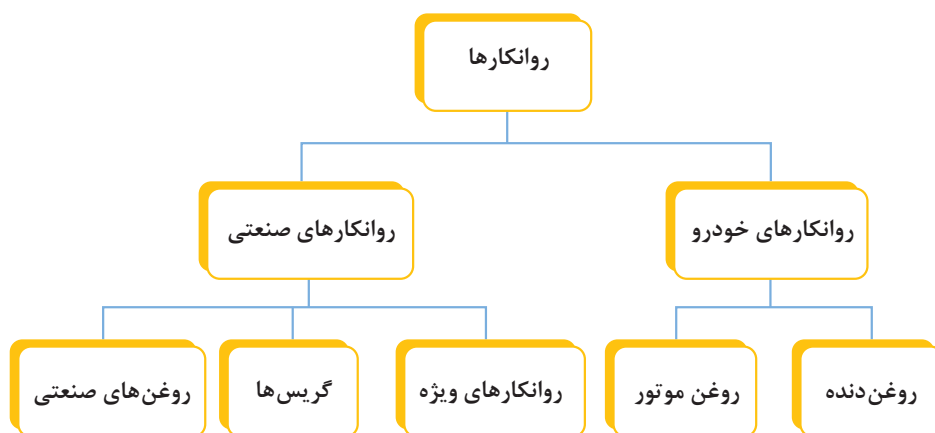 روانکارها
روانکارهای خودرو
روانکارهای صنعتی
روغن‌دنده
روغن موتور
روانکارهای ویژه
گریس‌ها
روغن‌های صنعتی